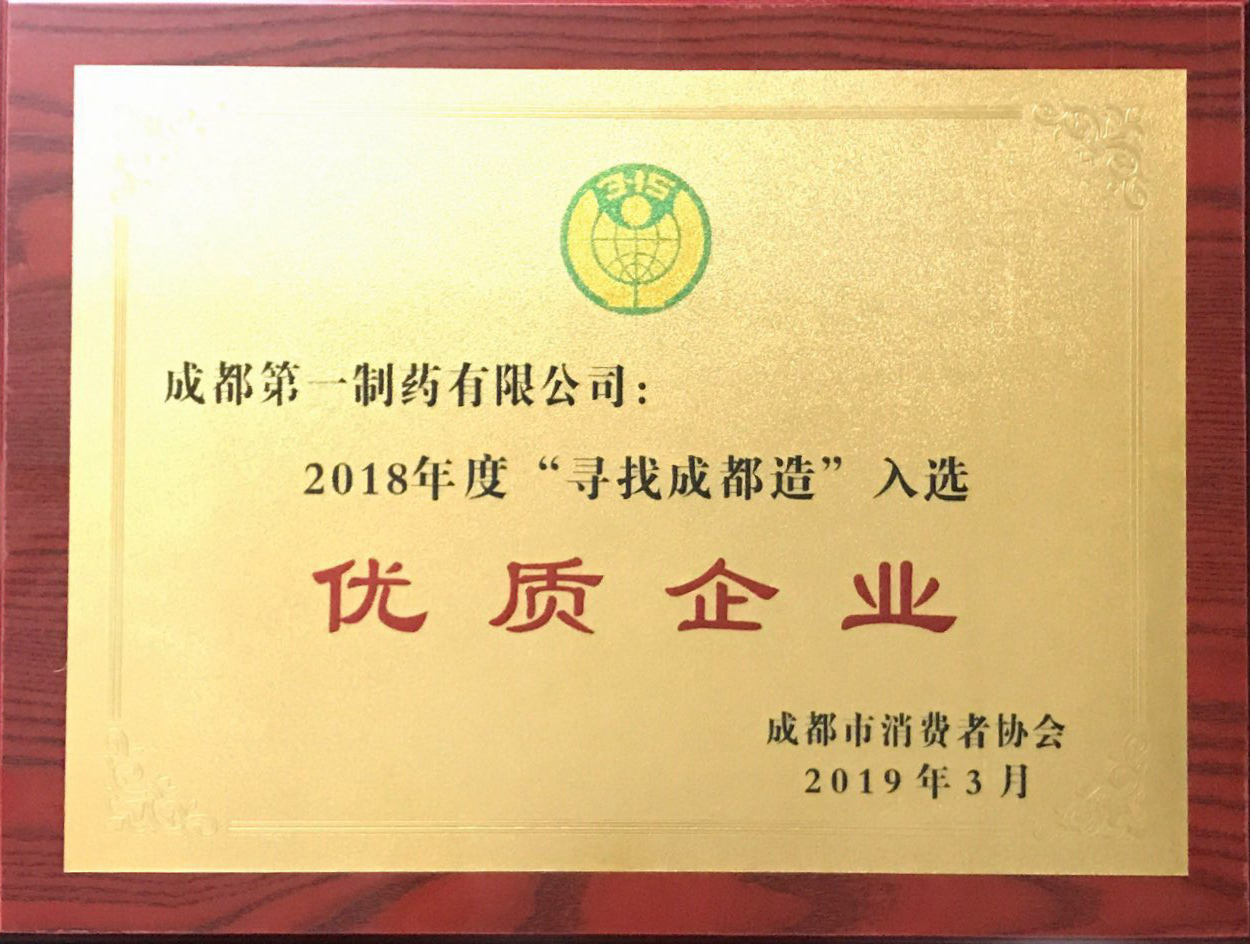 3·15
成都第一制药有限公司：
2018年度“寻找成都造”入选
优质企业
成都市消费者协会
2019年3月